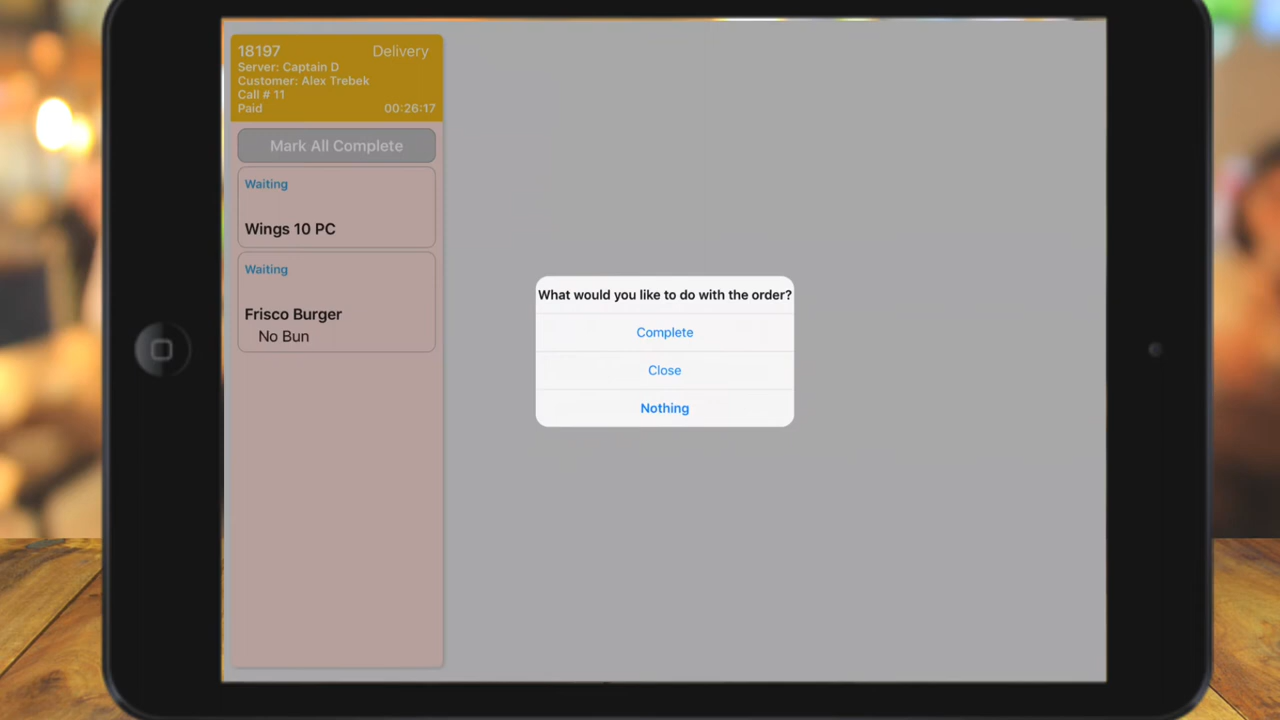 18197 Delivery
Server: Captain D
Customer: Alex Trebek
Call # 11
Paid 00:26:17
Mark All Complete
Waiting
Wings 10 PC
Waiting
Frisco Burger
No Bun
What would you like to do with the order?
Complete
Close
Nothing